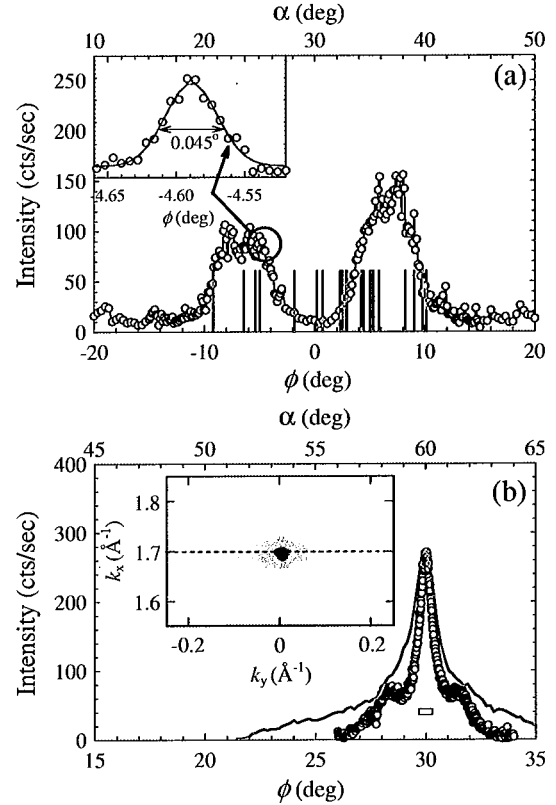 α (deg)
10 20 30 40 50
(a)
Intensity (cts/sec)
250
200
150
100
50
0
0.045°
-4.65 -4.60 -4.55
ϕ (deg)
-20 -10 0 10 20
ϕ (deg)
α (deg)
45 50 55 60 65
(b)
Intensity (cts/sec)
400
300
200
100
0
kx (Å-1)
1.8
1.7
1.6
-0.2 0 0.2
ky (Å-1)
15 20 25 30 35
ϕ (deg)